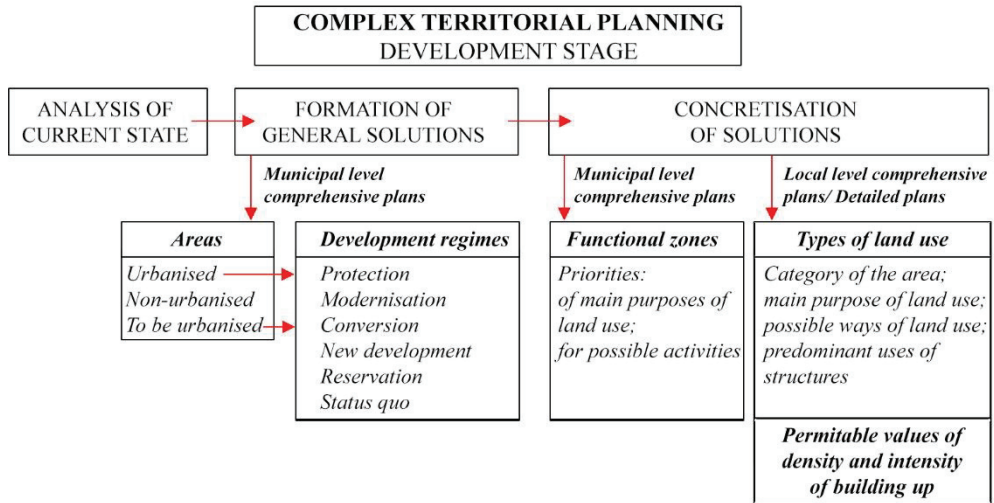 COMPLEX TERRITORIAL PLANNING
DEVELOPMENT STAGE
ANALYSIS OF
CURRENT STATE
FORMATION OF
GENERAL SOLUTIONS
CONCRETISATION
OF SOLUTIONS
Municipal level
comprehensive plans
Municipal level
comprehensive plans
Local level comprehensive
plans/ Detailed plans
Areas
Urbanised
Non-urbanised
To be urbanised
Development regimes
Protection
Modernisation
Conversion
New development
Reservation
Status quo
Functional zones
Priorities:
of main purposes of
land use;
for possible activities
Types of land use
Category of the area;
main purpose of land use;
possible ways of land use;
predominant uses of
structures
Permitable values of
density and intensity
of building up